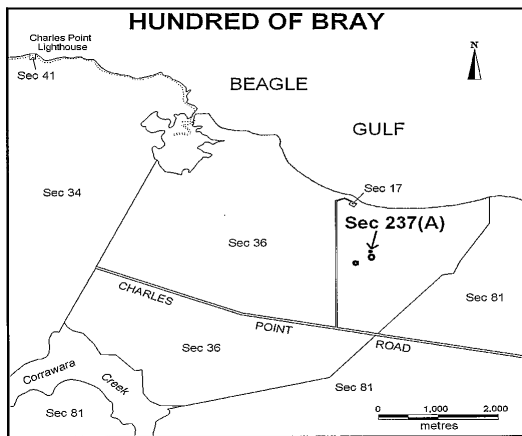 HUNDRED OF BRAY
Charles Point
Lighthouse
Sec 41
N
BEAGLE
GULF
Sec 34
Sec 17
Sec 237(A)
Sec 36
Sec 81
CHARLES
POINT
ROAD
Sec 36
Corrawara
Creek
Sec 81
Sec 81
0 1,000 2,000
metres